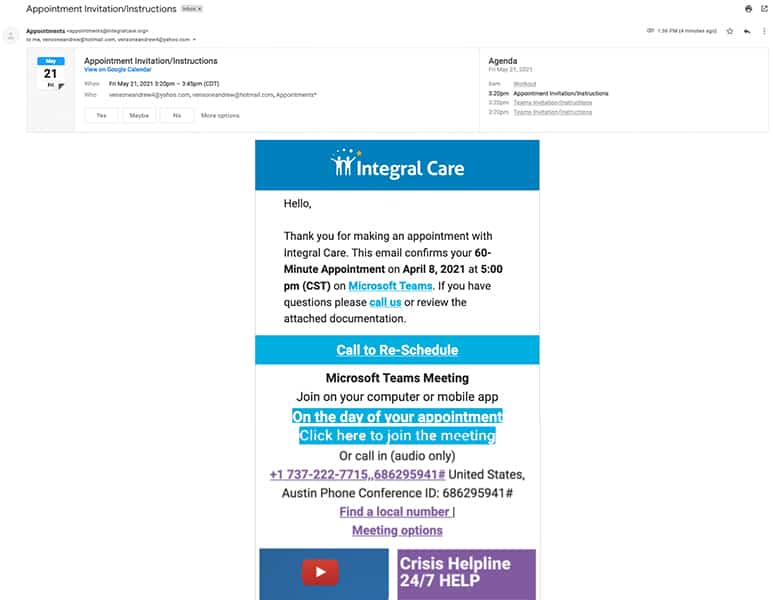 Appointment Invitation/Instructions Inbox x
Appointments <appointments@integralcare.org> 1:36 PM (4 minutes ago)
to me, vensoneandrew@hotmail.com, vensoneandrew4@yahoo.com
May
21
Fri
Appointment Invitation/Instructions
View on Google Calendar
When Fri May 21, 2021 3:20pm – 3:45pm (CDT)
Who vensoneandrew4@yahoo.com, vensoneandrew@hotmail.com, Appointments*
Yes Maybe No More options
Agenda
Fri May 21, 2021
8am Workout
3:20pm Appointment Invitation/Instructions
3:20pm Teams Invitation/Instructions
3:20pm Teams Invitation/Instructions
Integral Care
Hello,
Thank you for making an appointment with
Integral Care. This email confirms your 60-
Minute Appointment on April 8, 2021 at 5:00
pm (CST) on Microsoft Teams. If you have
questions please call us or review the
attached documentation.
Call to Re-Schedule
Microsoft Teams Meeting
Join on your computer or mobile app
On the day of your appointment
Click here to join the meeting
Or call in (audio only)
+1 737-222-7715,,686295941# United States,
Austin Phone Conference ID: 686295941#
Find a local number |
Meeting options
Crisis Helpline
24/7 HELP